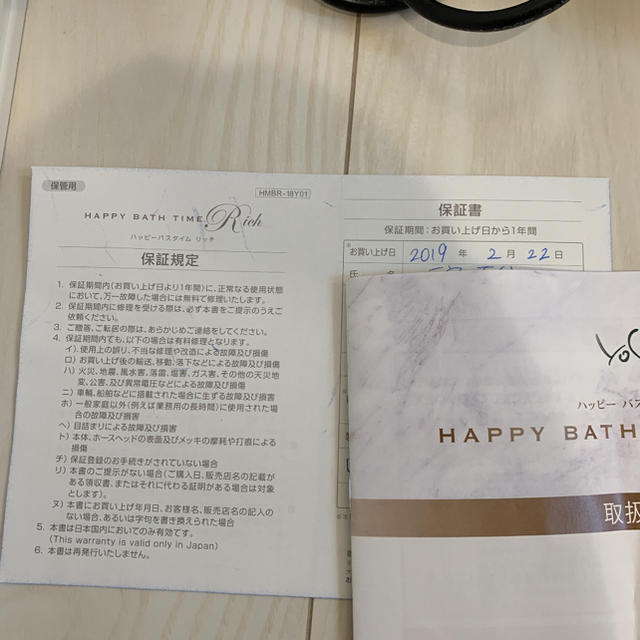 保管用
HMBR-18Y01
HAPPY BATH TIME Rich
ハッピーバスタイム リッチ
保証規定
1. 保証期間内(お買い上げ日より1年間)に、正常なる使用状態
において、万一故障した場合には無料で修理いたします。
2. 保証期間内に修理を受ける際は、必ず本書をご提示のうえご
依頼ください。
3. ご贈答、ご転居の際は、あらかじめご連絡をしてください。
4. 保証期間内でも、以下の場合は有料修理となります。
イ). 使用上の誤り、不当な修理や改造による故障及び損傷
ロ) お買い上げ後の輸送、移動、落下などによる故障及び損傷
ハ) 火災、地震、風水害、落雷、塩害、ガス害、その他の天災地
変、公害、及び異常電圧などによる故障及び損傷
ニ) 車輌、船舶などに搭載された場合に生ずる故障及び損害
ホ) 一般家庭以外(例えば業務用の長時間)に使用された場
合の故障及び損害
ヘ) 目詰まりによる故障及び損害
ト) 本体、ホースヘッドの表面及びメッキの摩耗や打痕による
損傷
チ) 保証登録のお手続きがされていない場合
リ) 本書のご提示がない場合(ご購入日、販売店名の記載が
ある領収書、またはそれに代わる証明がある場合は対象
とします)。
ヌ) 本書にお買い上げ年月日、お客様名、販売店名の記入の
ない場合、あるいは字句を書き換えられた場合
5. 本書は日本国内においてのみ有効です。
(This warranty is valid only in Japan)
6. 本書は再発行いたしません。
保証書
保証期間：お買い上げ日から1年間
※お買い上げ日 2019 年 2 月 22 日
氏
ハッピー バス
HAPPY BATH
取扱